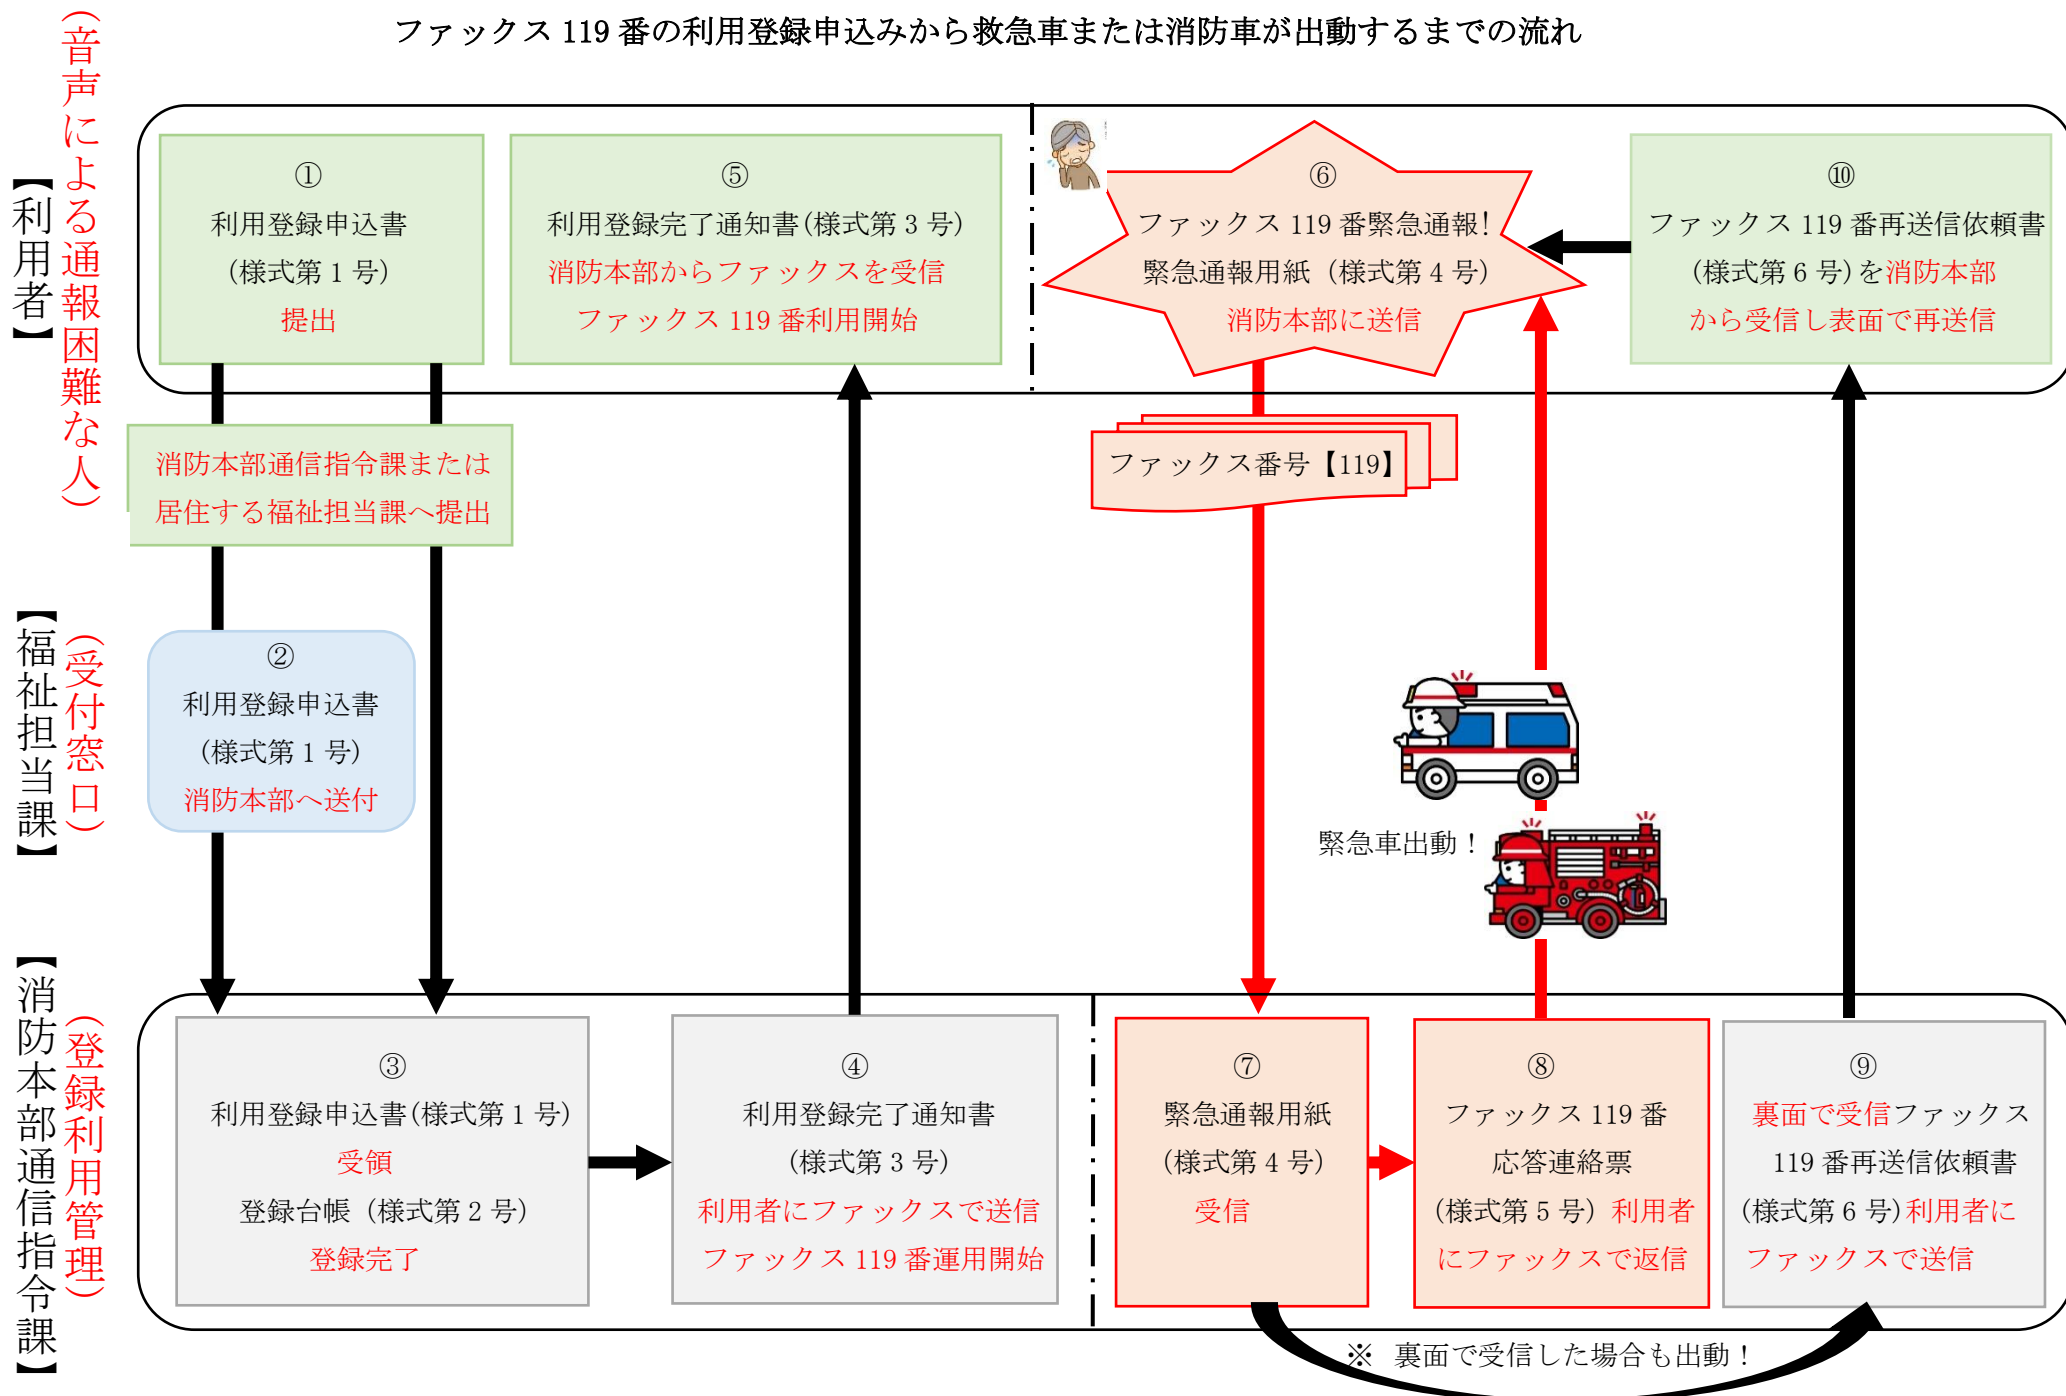 ファックス 119 番の利用登録申込みから救急車または消防車が出動するまでの流れ
【利用者】
(音声による通報困難な人)
①
利用登録申込書
(様式第 1 号)
提出
⑤
利用登録完了通知書(様式第 3 号)
消防本部からファックスを受信
ファックス 119 番利用開始
⑥
ファックス 119 番緊急通報!
緊急通報用紙 (様式第 4 号)
消防本部に送信
⑩
ファックス 119 番再送信依頼書
(様式第 6 号)を消防本部
から受信し表面で再送信
消防本部通信指令課または
居住する福祉担当課へ提出
ファックス番号【119】
【福祉担当課】
(受付窓口)
②
利用登録申込書
(様式第 1 号)
消防本部へ送付
緊急車出動！
【消防本部通信指令課】
(登録利用管理)
③
利用登録申込書(様式第 1 号)
受領
登録台帳 (様式第 2 号)
登録完了
④
利用登録完了通知書
(様式第 3 号)
利用者にファックスで送信
ファックス 119 番運用開始
⑦
緊急通報用紙
(様式第 4 号)
受信
⑧
ファックス 119 番
応答連絡票
(様式第 5 号) 利用者
にファックスで返信
⑨
裏面で受信ファックス
119 番再送信依頼書
(様式第 6 号)利用者に
ファックスで送信
※ 裏面で受信した場合も出動！